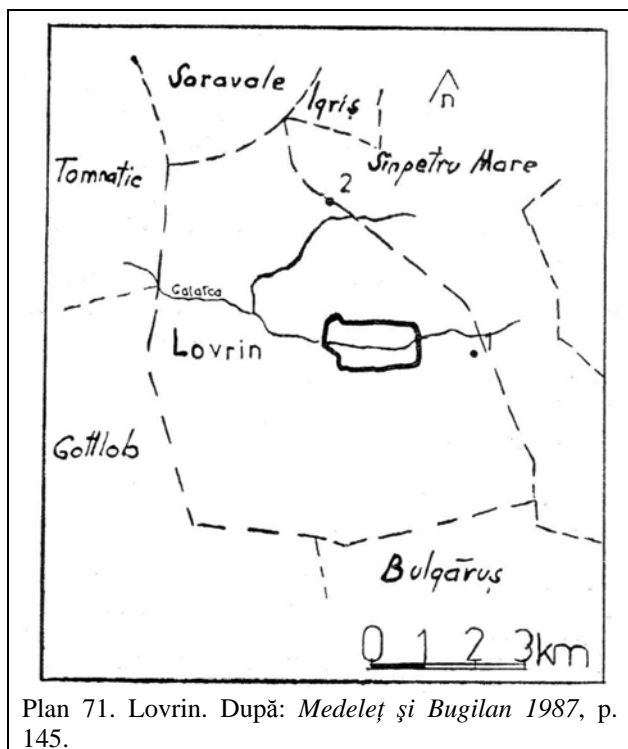 Saravale
Igriș
n
Tomnatic
Sînpetru Mare
2
Galatca
Lovrin
1
Gottlob
Bulgăruș
0 1 2 3km
Plan 71. Lovrin. După: Medeleț și Bugilan 1987, p.
145.